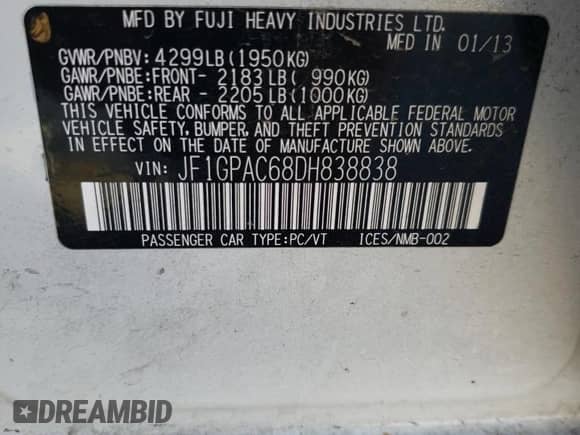 MFD BY FUJI HEAVY INDUSTRIES LTD.
MED IN 01/13
GVWR/PNBV: 4299LB(1950KG)
GAWR/PNBE:FRONT- 2183LB( 990KG)
GAWR/PNBE:REAR - 2205LB(1000KG)
THIS VEHICLE CONFORMS TO ALL APPLICABLE FEDERAL MOTOR
VEHICLE SAFETY, BUMPER, AND THEFT PREVENTION STANDARDS
IN EFFECT ON THE DATE OF MANUFACTURE SHOWN ABOVE.
VIN: JF1GPAC68DH838838
PASSENGER CAR TYPE:PC/VT ICES/NMB-002
DREAMBID